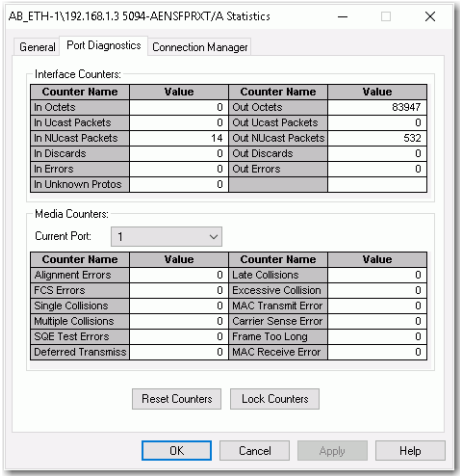 AB_ETH-1\192.168.1.3 5094-AENSFPRXT/A Statistics
General Port Diagnostics Connection Manager
Interface Counters:
Counter Name Value Counter Name Value
In Octets 0 Out Octets 83947
In Ucast Packets 0 Out Ucast Packets 0
In NUcast Packets 14 Out NUcast Packets 532
In Discards 0 Out Discards 0
In Errors 0 Out Errors 0
In Unknown Protos 0
Media Counters:
Current Port: 1
Counter Name Value Counter Name Value
Alignment Errors 0 Late Collisions 0
FCS Errors 0 Excessive Collision 0
Single Collisions 0 MAC Transmit Error 0
Multiple Collisions 0 Carrier Sense Error 0
SQE Test Errors 0 Frame Too Long 0
Deferred Transmiss 0 MAC Receive Error 0
Reset Counters Lock Counters
OK Cancel Apply Help